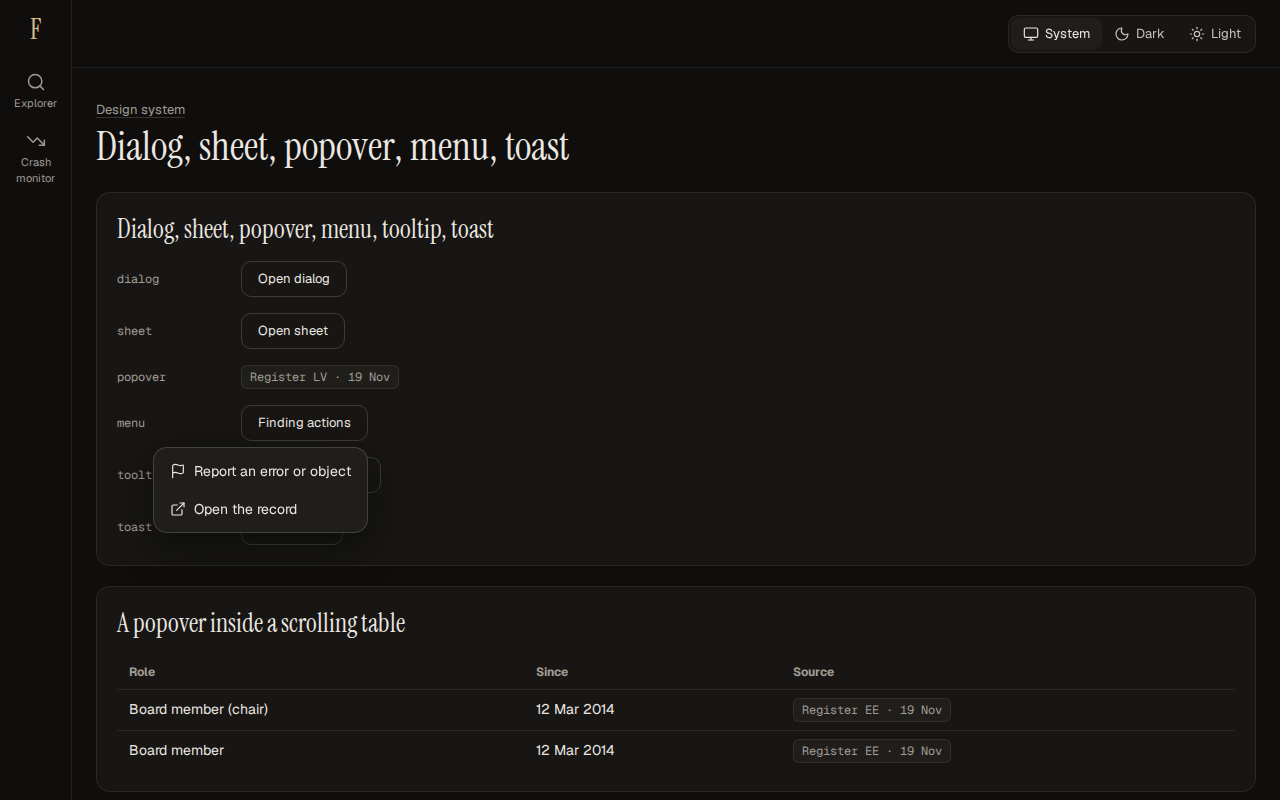 F
System
Dark
Light
Explorer
Crash
monitor
Design system
Dialog, sheet, popover, menu, toast
Dialog, sheet, popover, menu, tooltip, toast
dialog
Open dialog
sheet
Open sheet
popover
Register LV · 19 Nov
menu
Finding actions
toolt
Report an error or object
Open the record
toast
A popover inside a scrolling table
Role Since Source
Board member (chair) 12 Mar 2014 Register EE · 19 Nov
Board member 12 Mar 2014 Register EE · 19 Nov